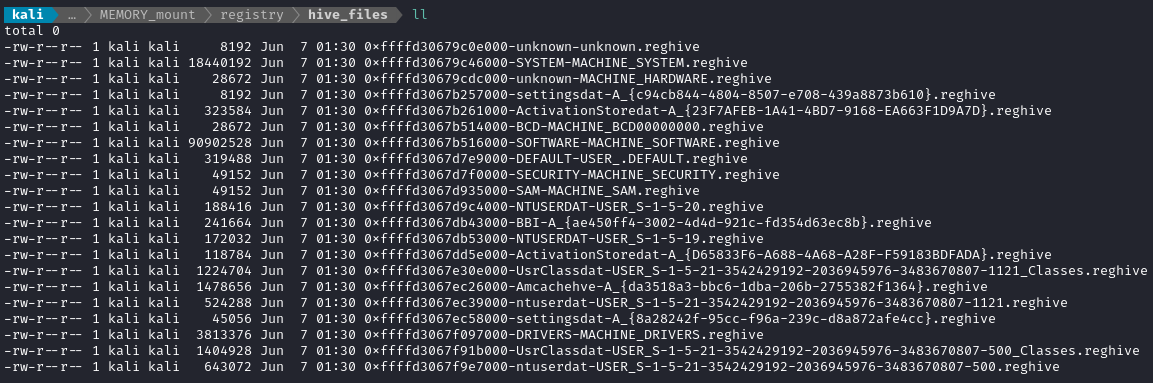 kali … MEMORY_mount registry hive_files ll
total 0
-rw-r--r-- 1 kali kali     8192 Jun  7 01:30 0×ffffd30679c0e000-unknown-unknown.reghive
-rw-r--r-- 1 kali kali 18440192 Jun  7 01:30 0×ffffd30679c46000-SYSTEM-MACHINE_SYSTEM.reghive
-rw-r--r-- 1 kali kali    28672 Jun  7 01:30 0×ffffd30679cdc000-unknown-MACHINE_HARDWARE.reghive
-rw-r--r-- 1 kali kali     8192 Jun  7 01:30 0×ffffd3067b257000-settingsdat-A_{c94cb844-4804-8507-e708-439a8873b610}.reghive
-rw-r--r-- 1 kali kali   323584 Jun  7 01:30 0×ffffd3067b261000-ActivationStoredat-A_{23F7AFEB-1A41-4BD7-9168-EA663F1D9A7D}.reghive
-rw-r--r-- 1 kali kali    28672 Jun  7 01:30 0×ffffd3067b514000-BCD-MACHINE_BCD00000000.reghive
-rw-r--r-- 1 kali kali 90902528 Jun  7 01:30 0×ffffd3067b516000-SOFTWARE-MACHINE_SOFTWARE.reghive
-rw-r--r-- 1 kali kali   319488 Jun  7 01:30 0×ffffd3067d7e9000-DEFAULT-USER_.DEFAULT.reghive
-rw-r--r-- 1 kali kali    49152 Jun  7 01:30 0×ffffd3067d7f0000-SECURITY-MACHINE_SECURITY.reghive
-rw-r--r-- 1 kali kali    49152 Jun  7 01:30 0×ffffd3067d935000-SAM-MACHINE_SAM.reghive
-rw-r--r-- 1 kali kali   188416 Jun  7 01:30 0×ffffd3067d9c4000-NTUSERDAT-USER_S-1-5-20.reghive
-rw-r--r-- 1 kali kali   241664 Jun  7 01:30 0×ffffd3067db43000-BBI-A_{ae450ff4-3002-4d4d-921c-fd354d63ec8b}.reghive
-rw-r--r-- 1 kali kali   172032 Jun  7 01:30 0×ffffd3067db53000-NTUSERDAT-USER_S-1-5-19.reghive
-rw-r--r-- 1 kali kali   118784 Jun  7 01:30 0×ffffd3067dd5e000-ActivationStoredat-A_{D65833F6-A688-4A68-A28F-F59183BDFADA}.reghive
-rw-r--r-- 1 kali kali  1224704 Jun  7 01:30 0×ffffd3067e30e000-UsrClassdat-USER_S-1-5-21-3542429192-2036945976-3483670807-1121_Classes.reghive
-rw-r--r-- 1 kali kali  1478656 Jun  7 01:30 0×ffffd3067ec26000-Amcachehve-A_{da3518a3-bbc6-1dba-206b-2755382f1364}.reghive
-rw-r--r-- 1 kali kali   524288 Jun  7 01:30 0×ffffd3067ec39000-ntuserdat-USER_S-1-5-21-3542429192-2036945976-3483670807-1121.reghive
-rw-r--r-- 1 kali kali    45056 Jun  7 01:30 0×ffffd3067ec58000-settingsdat-A_{8a28242f-95cc-f96a-239c-d8a872afe4cc}.reghive
-rw-r--r-- 1 kali kali  3813376 Jun  7 01:30 0×ffffd3067f097000-DRIVERS-MACHINE_DRIVERS.reghive
-rw-r--r-- 1 kali kali  1404928 Jun  7 01:30 0×ffffd3067f91b000-UsrClassdat-USER_S-1-5-21-3542429192-2036945976-3483670807-500_Classes.reghive
-rw-r--r-- 1 kali kali   643072 Jun  7 01:30 0×ffffd3067f9e7000-ntuserdat-USER_S-1-5-21-3542429192-2036945976-3483670807-500.reghive